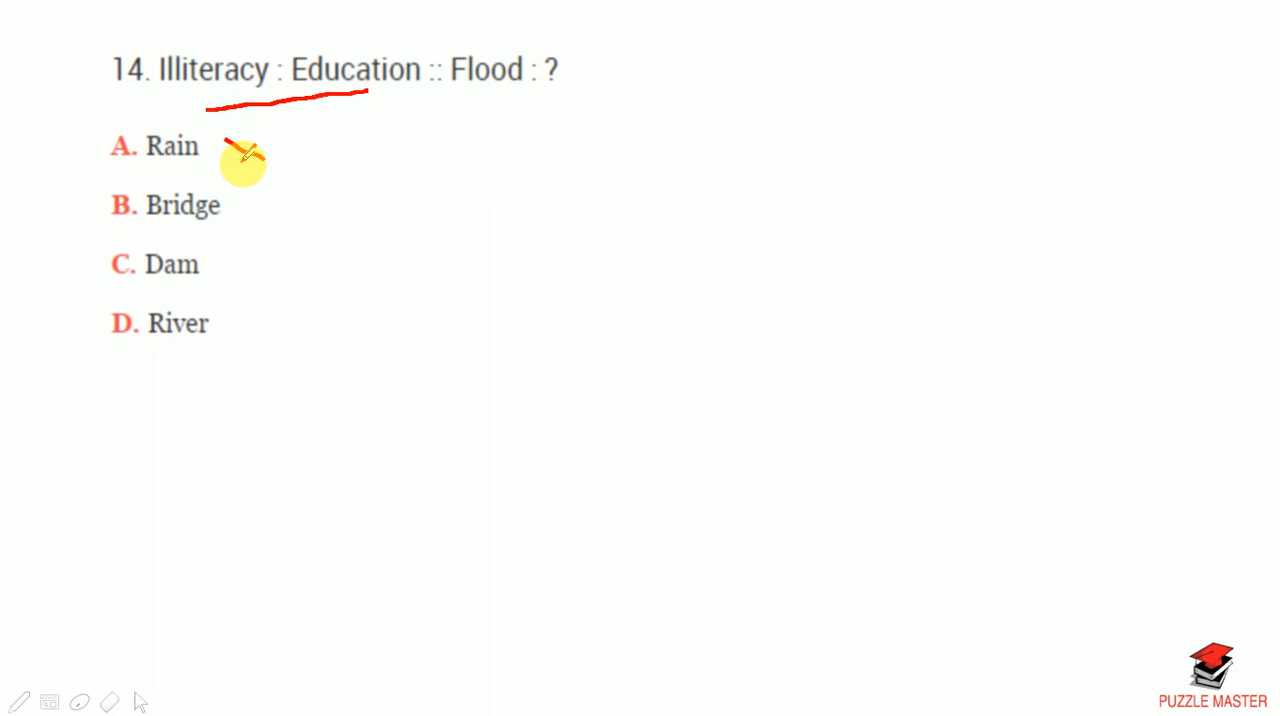 14. Illiteracy : Education :: Flood : ?
A. Rain
B. Bridge
C. Dam
D. River
PUZZLE MASTER